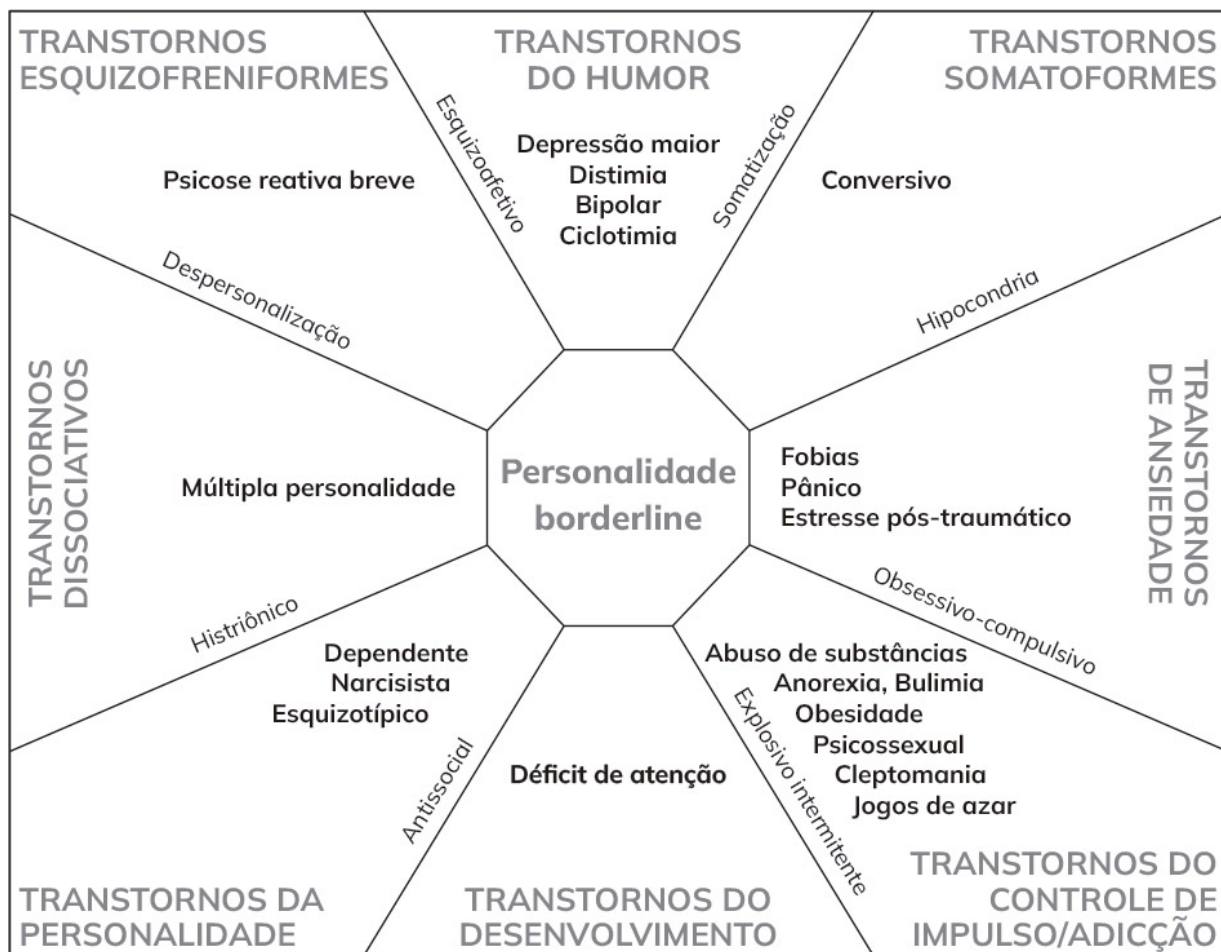 TRANSTORNOS
ESQUIZOFRENIFORMES
Psicose reativa breve
Esquizoafetivo
TRANSTORNOS
DO HUMOR
Depressão maior
Distimia
Bipolar
Ciclotimia
Somatização
TRANSTORNOS
SOMATOFORMES
Conversivo
Hipocondria
TRANSTORNOS
DE ANSIEDADE
Fobias
Pânico
Estresse pós-traumático
Obsessivo-compulsivo
Despersonalização
TRANSTORNOS
DISSOCIATIVOS
Múltipla personalidade
Personalidade
borderline
Histriônico
Dependente
Narcisista
Esquizotípico
TRANSTORNOS DA
PERSONALIDADE
Antissocial
Déficit de atenção
TRANSTORNOS DO
DESENVOLVIMENTO
Explosivo intermitente
Abuso de substâncias
Anorexia, Bulimia
Obesidade
Psicossexual
Cleptomania
Jogos de azar
TRANSTORNOS DO
CONTROLE DE
IMPULSO/ADICÇÃO